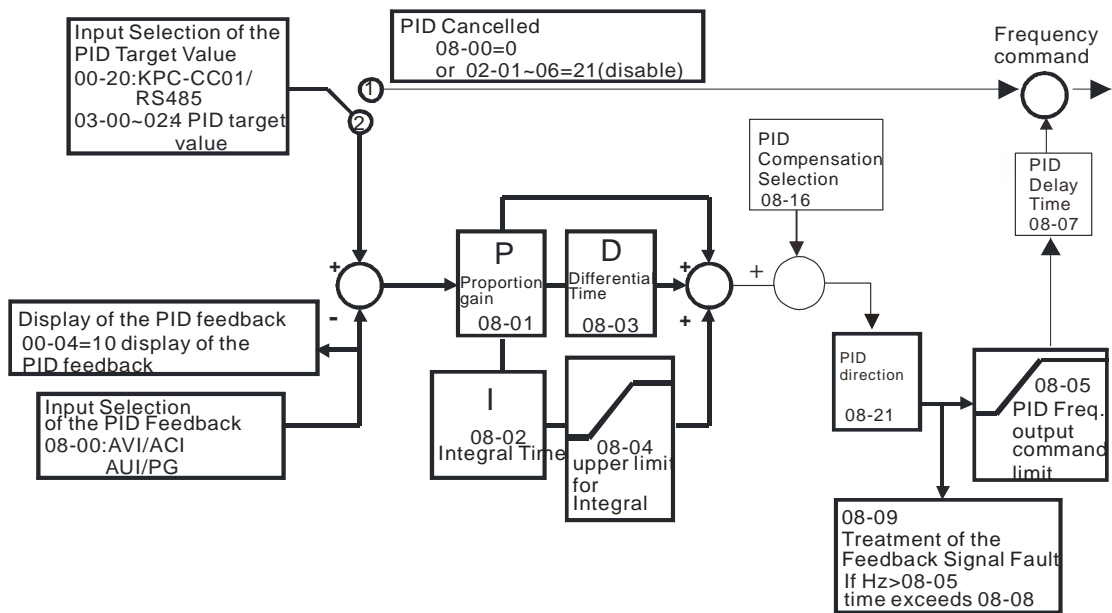 Input Selection of the
PID Target Value
00-20:KPC-CC01/
RS485
03-00~02:4 PID target
value
PID Cancelled
08-00=0
or 02-01~06=21(disable)
1
2
Frequency
command
PID
Compensation
Selection
08-16
PID
Delay
Time
08-07
+
-
P
Proportion
gain
08-01
D
Differential
Time
08-03
+
+
+
Display of the PID feedback
00-04=10 display of the
PID feedback
Input Selection
of the PID Feedback
08-00:AVI/ACI
AUI/PG
I
08-02
Integral Time
08-04
upper limit
for
Integral
PID
direction
08-21
08-05
PID Freq.
output
command
limit
08-09
Treatment of the
Feedback Signal Fault
If Hz>08-05
time exceeds 08-08